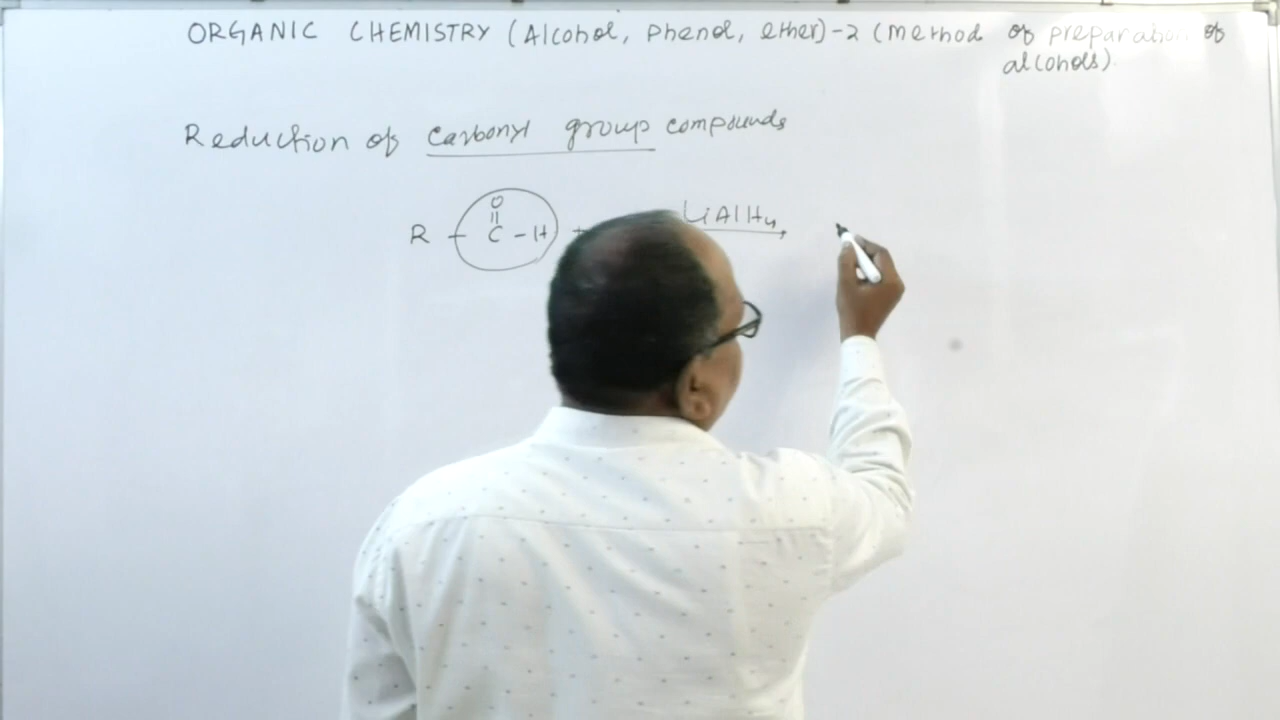 ORGANIC CHEMISTRY (Alcohol, phenol, ether)-2 (method of preparation of
alcohols).
Reduction of carbonyl group compounds
O
||
R - C - H + LiAlH4